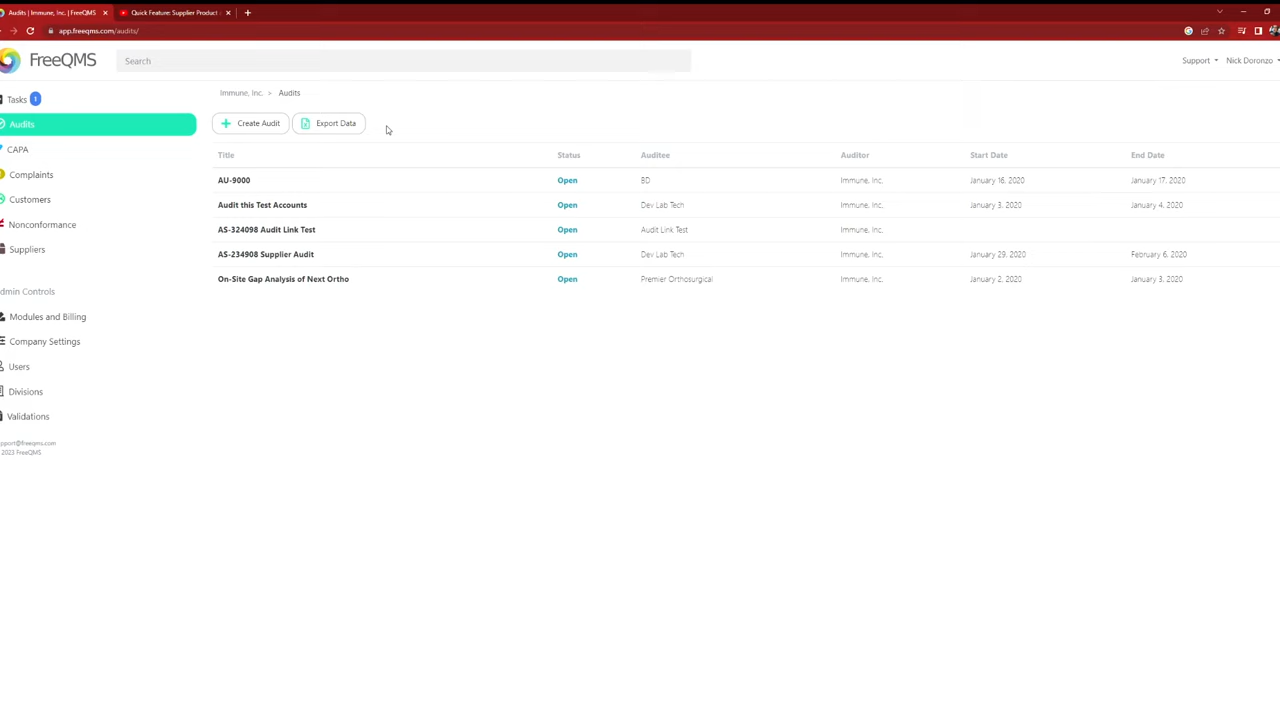 Audits | Immune, Inc. | FreeQMS
Quick Feature: Supplier Product
app.freeqms.com/audits/
FreeQMS
Search
Support
Nick Doronzo
Tasks 1
Audits
CAPA
Complaints
Customers
Nonconformance
Suppliers
dmin Controls
Modules and Billing
Company Settings
Users
Divisions
Validations
pport@freeqms.com
2023 FreeQMS
Immune, Inc. > Audits
Create Audit
Export Data
Title Status Auditee Auditor Start Date End Date
AU-9000 Open BD Immune, Inc. January 16, 2020 January 17, 2020
Audit this Test Accounts Open Dev Lab Tech Immune, Inc. January 3, 2020 January 4, 2020
AS-324098 Audit Link Test Open Audit Link Test Immune, Inc.
AS-234908 Supplier Audit Open Dev Lab Tech Immune, Inc. January 29, 2020 February 6, 2020
On-Site Gap Analysis of Next Ortho Open Premier Orthosurgical Immune, Inc. January 2, 2020 January 3, 2020